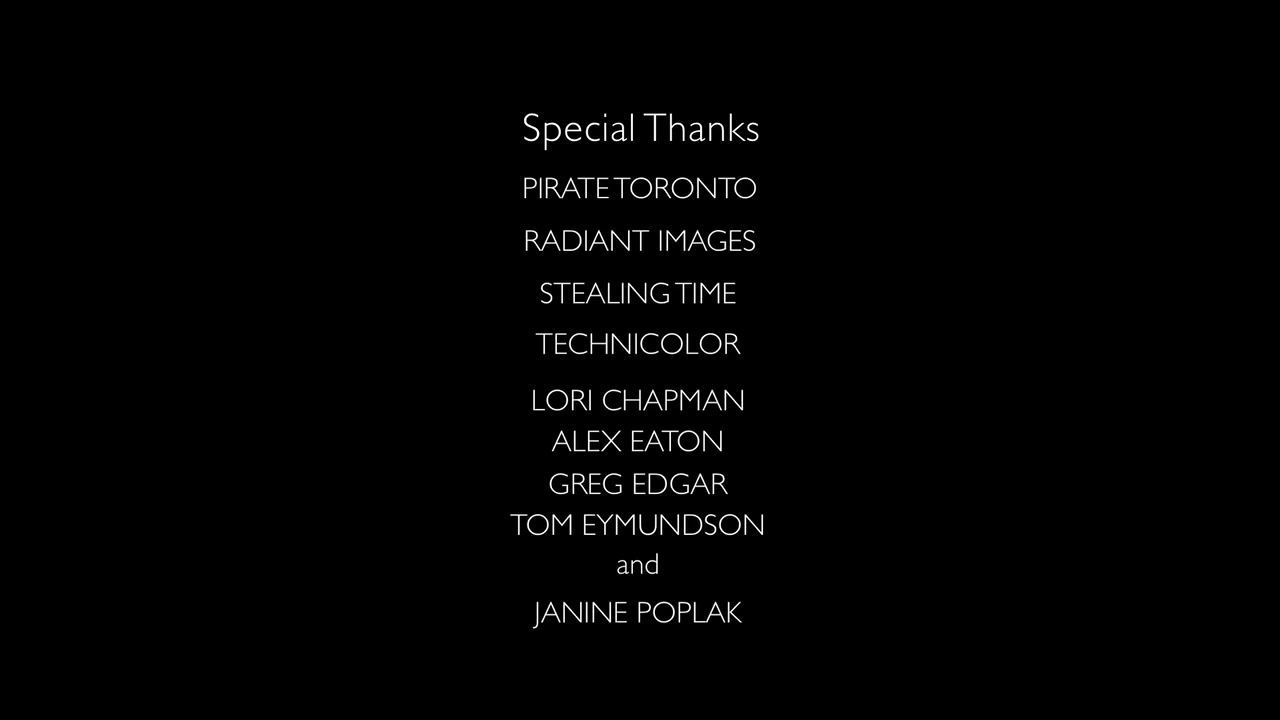 Special Thanks
PIRATE TORONTO
RADIANT IMAGES
STEALING TIME
TECHNICOLOR
LORI CHAPMAN
ALEX EATON
GREG EDGAR
TOM EYMUNDSON
and
JANINE POPLAK